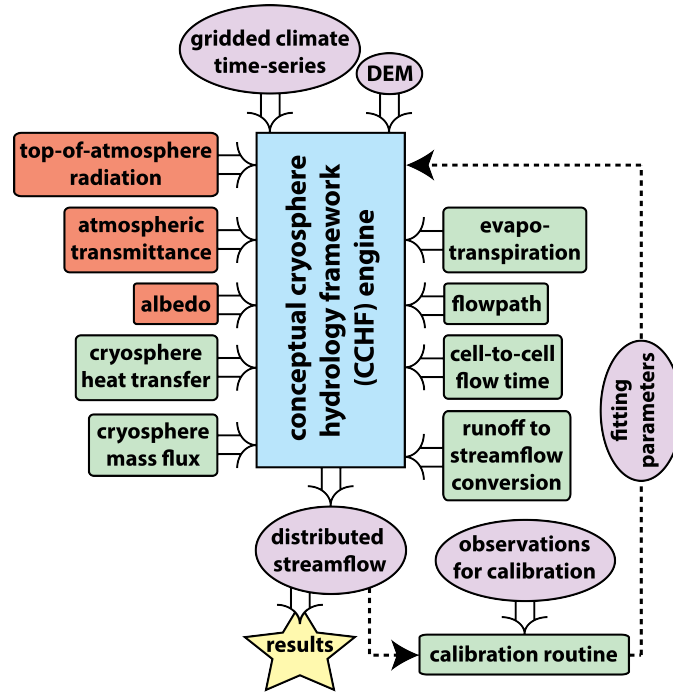 gridded climate
time-series
DEM
top-of-atmosphere
radiation
atmospheric
transmittance
albedo
cryosphere
heat transfer
cryosphere
mass flux
conceptual cryosphere
hydrology framework
(CCHF) engine
evapo-
transpiration
flowpath
cell-to-cell
flow time
runoff to
streamflow
conversion
fitting
parameters
distributed
streamflow
observations
for calibration
results
calibration routine